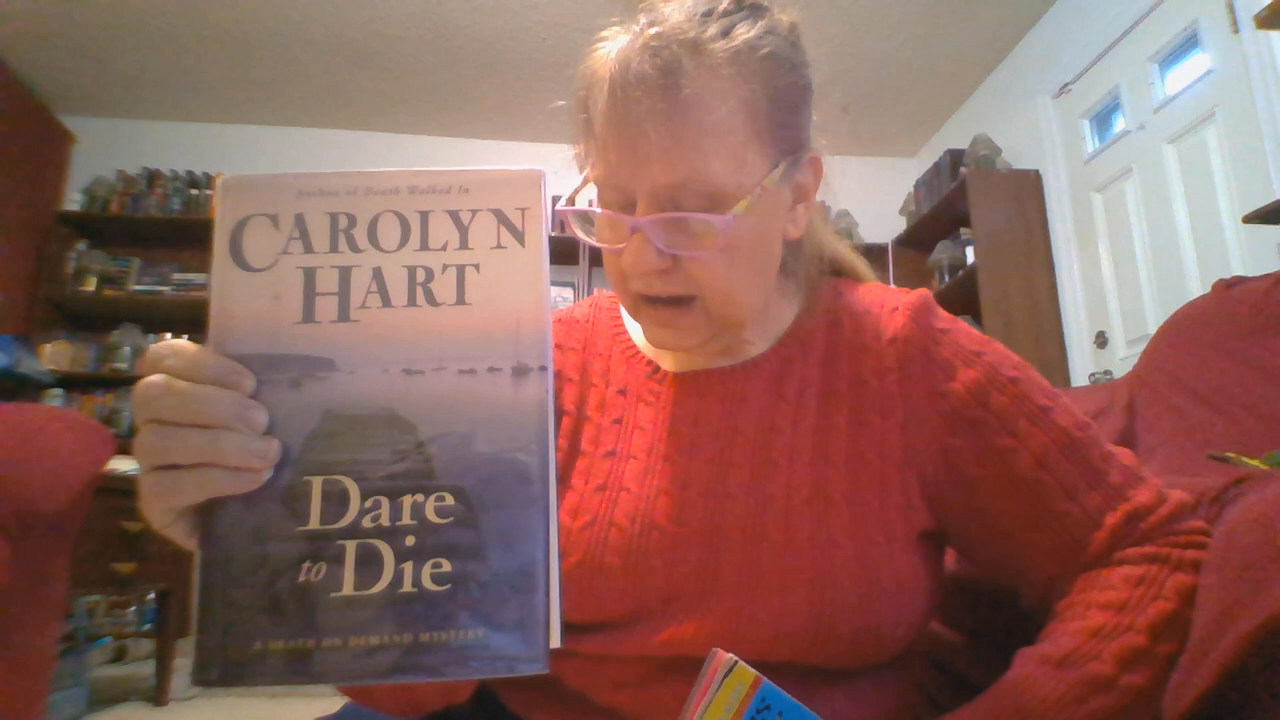 Author of Death Walked In
CAROLYN
HART
Dare
to Die
A DEATH ON DEMAND MYSTERY